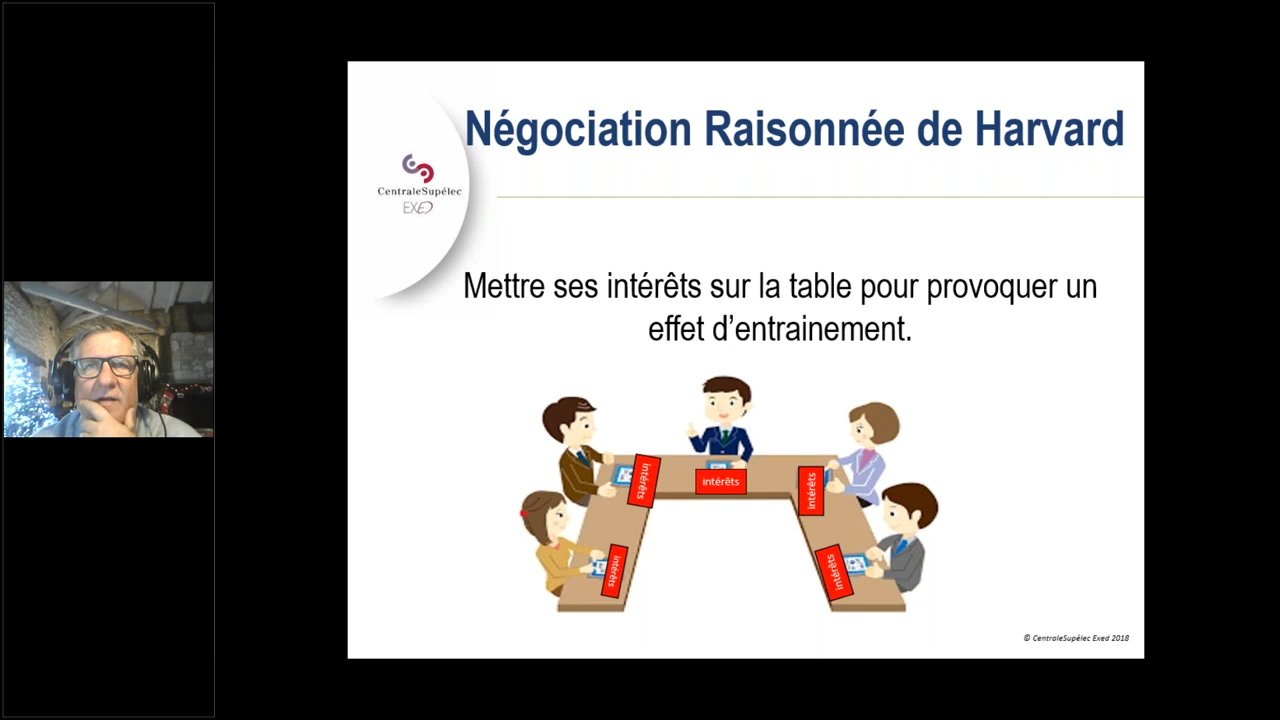 Négociation Raisonnée de Harvard
CentraleSupélec
EXED
Mettre ses intérêts sur la table pour provoquer un
effet d’entrainement.
intérêts
intérêts
intérêts
intérêts
intérêts
© CentraleSupélec Exed 2018